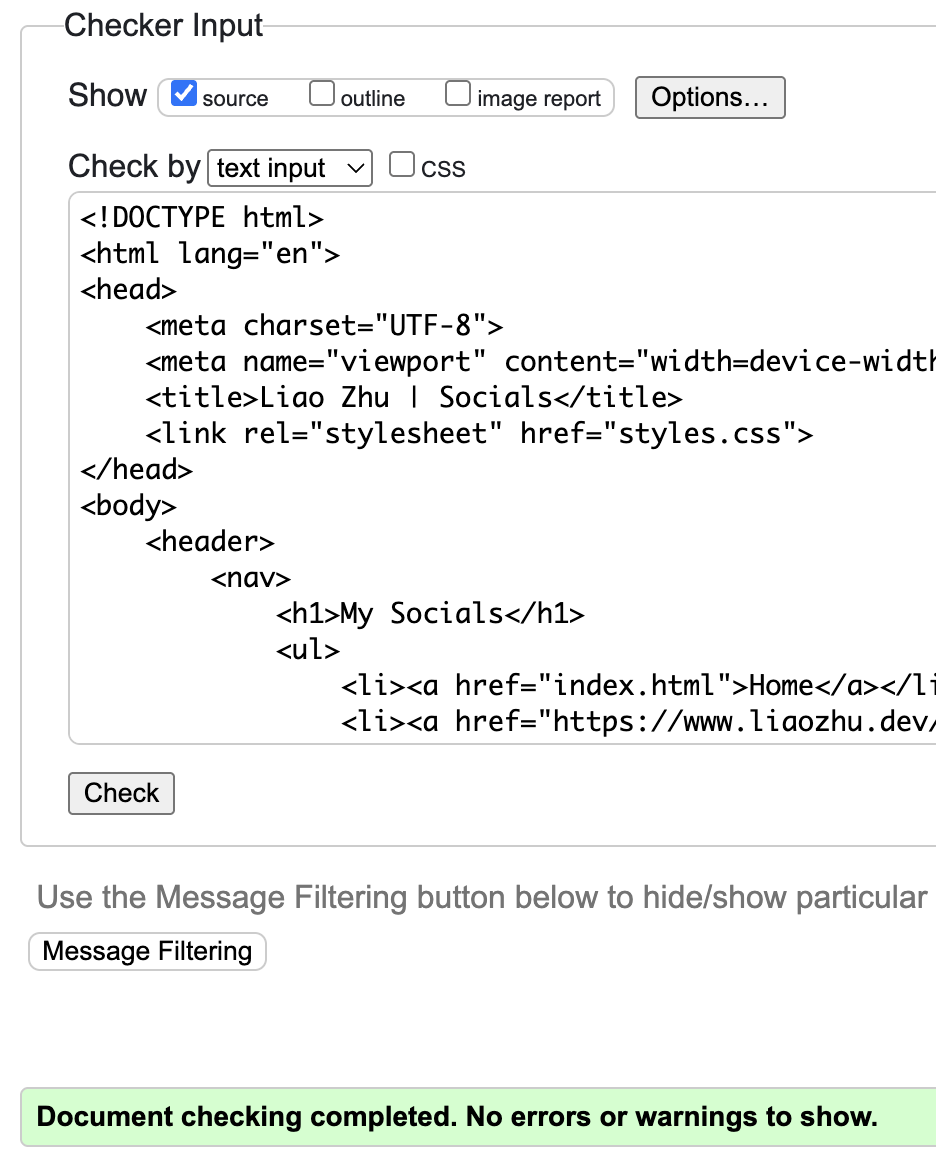 Checker Input
Show source outline image report Options...
Check by text input CSS
<!DOCTYPE html>
<html lang="en">
<head>
    <meta charset="UTF-8">
    <meta name="viewport" content="width=device-width
    <title>Liao Zhu | Socials</title>
    <link rel="stylesheet" href="styles.css">
</head>
<body>
    <header>
        <nav>
            <h1>My Socials</h1>
            <ul>
                <li><a href="index.html">Home</a></li
                <li><a href="https://www.liaozhu.dev/
Check
Use the Message Filtering button below to hide/show particular
Message Filtering
Document checking completed. No errors or warnings to show.